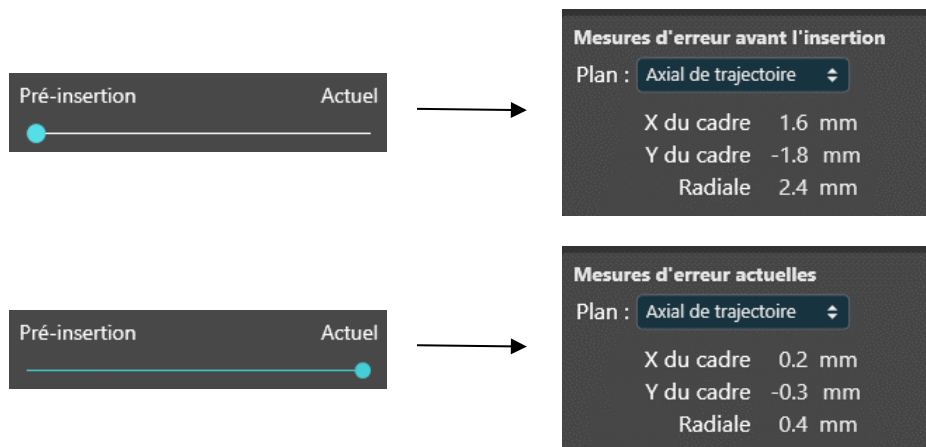 Pré-insertion Actuel
Mesures d'erreur avant l'insertion
Plan : Axial de trajectoire
X du cadre 1.6 mm
Y du cadre -1.8 mm
Radiale 2.4 mm
Pré-insertion Actuel
Mesures d'erreur actuelles
Plan : Axial de trajectoire
X du cadre 0.2 mm
Y du cadre -0.3 mm
Radiale 0.4 mm